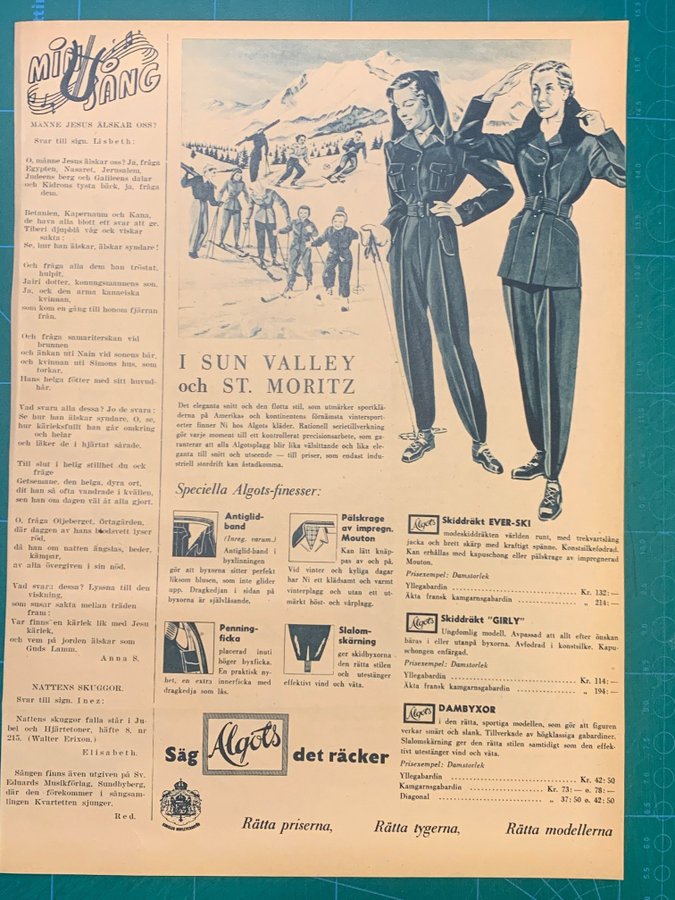 MIN SÅNG
MÅNNE JESUS ÄLSKAR OSS?
Svar till sign. Lisbeth:
O, månne Jesus älskar oss? Ja, fråga
Egypten, Nasaret, Jerusalem,
Judeens berg och Galileens dalar
och Kidrons tysta bäck, ja, fråga
dem.
Betanien, Kapernaum och Kana,
de hava alla blott ett svar att ge.
Tiberi djupblå våg ock viskar
sakta:
Se, hur han älskar, älskar syndare!
Och fråga alla dem han tröstat,
hulpit,
Jairi dotter, konungsmannens son.
Ja, ock den arma kananeiska
kvinnan,
som kom en gång till honom fjärran
från.
Och fråga samariterskan vid
brunnen
och änkan uti Nain vid sonens bår,
och kvinnan uti Simons hus, som
torkar,
Hans helga fötter med sitt huvud-
hår.
Vad svara alla dessa? Jo de svara:
Se hur han älskar syndare, O, se,
hur kärleksfullt han går omkring
och helar
och läker de i hjärtat sårade.
Till slut i helig stillhet du ock
fråge
Getsemane, den helga, dyra ort,
dit han så ofta vandrade i kvällen,
sen han om dagen väl åt alla gjort.
O, fråga Oljeberget, örtagården,
där daggen av hans blodsvett lyser
röd,
då han om natten ängslas, beder,
kämpar,
av alla övergiven i sin nöd.
Vad svara dessa? Lyssna till den
viskning,
som susar sakta mellan träden
fram:
Var finns en kärlek lik med Jesu
kärlek,
och vem på jorden älskar som
Guds Lamm.
Anna S.
NATTENS SKUGGOR.
Svar till sign. Inez:
Nattens skuggor falla står i Ju-
bel och Hjärtetoner, häfte 8, nr
215. (Walter Erixon.)
Elisabeth.
Sången finns även utgiven på Sv.
Eduards Musikförlag, Sundbyberg,
där den förekommer i sångsam-
lingen Kvartetten sjunger.
Red.
I SUN VALLEY
och ST. MORITZ
Det eleganta snitt och den flotta stil, som utmärker sportklä-
derna på Amerikas och kontinentens förnämsta vintersport-
orter finner Ni hos Algots kläder. Rationell serietillverkning
gör varje moment till ett kontrollerat precisionsarbete, som ga-
ranterar att alla Algotsplagg blir lika välsittande och lika ele-
ganta till snitt och utseende — till priser, som endast indu-
striell stordrift kan åstadkomma.
Speciella Algots-finesser:
Antiglid-
band
(Inreg. varum.)
Antiglid-band i
byxlinningen
gör att byxorna sitter perfekt
liksom blusen, som inte glider
upp. Dragkedjan i sidan på
byxorna är självlåsande.
Pälskrage
av impregn.
Mouton
Kan lätt knäp-
pas av och på.
Vid vinter och kyliga dagar
har Ni ett klädsamt och varmt
vinterplagg och utan ett ut-
märkt höst- och vårplagg.
Penning-
ficka
placerad inuti
höger byxficka.
En praktisk ny-
het, en extra innerficka med
dragkedja som lås.
Slalom-
skärning
ger skidbyxorna
den rätta stilen
och utestänger
effektivt vind och väta.
Säg Algots det räcker
Algots Skiddräkt EVER-SKI
modeskiddräkten världen runt, med trekvartslång
jacka och brett skärp med kraftigt spänne. Konstsilkefodrad.
Kan erhållas med kapuschong eller pälskrage av impregnerad
Mouton.
Prisexempel: Damstorlek
Yllegabardin Kr. 132:—
Äkta fransk kamgarnsgabardin „ 214:—
Algots Skiddräkt "GIRLY"
Ungdomlig modell. Avpassad att allt efter önskan
bäras i eller utanpå byxorna. Avfodrad i konstsilke. Kapu-
schongen enfärgad.
Prisexempel: Damstorlek
Yllegabardin Kr. 114:—
Äkta fransk kamgarnsgabardin „ 194:—
Algots DAMBYXOR
i den rätta, sportiga modellen, som gör att figuren
verkar smärt och slank. Tillverkade av högklassiga gabardiner.
Slalomskärning ger den rätta stilen samtidigt som den effek-
tivt utestänger vind och väta.
Prisexempel: Damstorlek
Yllegabardin Kr. 42:50
Kamgarnsgabardin Kr. 73:— o. 78:—
Diagonal „ 37:50 o. 42:50
Rätta priserna, Rätta tygerna, Rätta modellerna